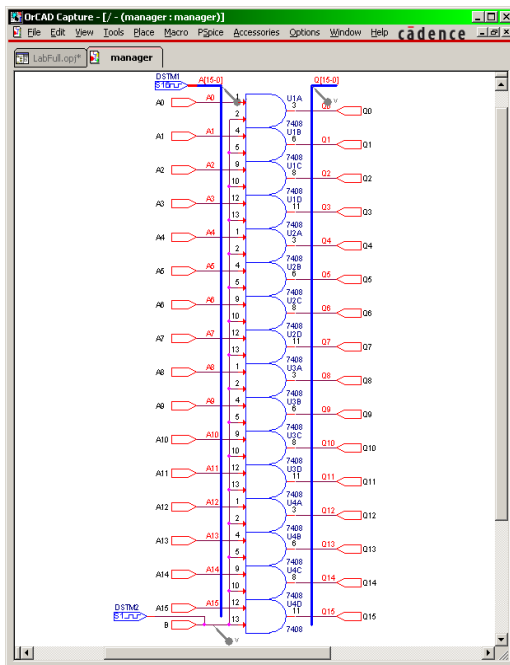 OrCAD Capture - [/ - (manager : manager)]
File Edit View Tools Place Macro PSpice Accessories Options Window Help cādence
LabFull.opj* manager
DSTM1 A[15-0] Q[15-0]
S16
A0 A0 1 U1A 3 Q0 Q0
2 7408
A1 A1 4 U1B 6 Q1 Q1
5 7408
A2 A2 9 U1C 8 Q2 Q2
10 7408
A3 A3 12 U1D 11 Q3 Q3
13 7408
A4 A4 1 U2A 3 Q4 Q4
2 7408
A5 A5 4 U2B 6 Q5 Q5
5 7408
A6 A6 9 U2C 8 Q6 Q6
10 7408
A7 A7 12 U2D 11 Q7 Q7
13 7408
A8 A8 1 U3A 3 Q8 Q8
2 7408
A9 A9 4 U3B 6 Q9 Q9
5 7408
A10 A10 9 U3C 8 Q10 Q10
10 7408
A11 A11 12 U3D 11 Q11 Q11
13 7408
A12 A12 1 U4A 3 Q12 Q12
2 7408
A13 A13 4 U4B 6 Q13 Q13
5 7408
A14 A14 9 U4C 8 Q14 Q14
10 7408
DSTM2 A15 A15 12 U4D 11 Q15 Q15
S1 B 13 7408
V
V